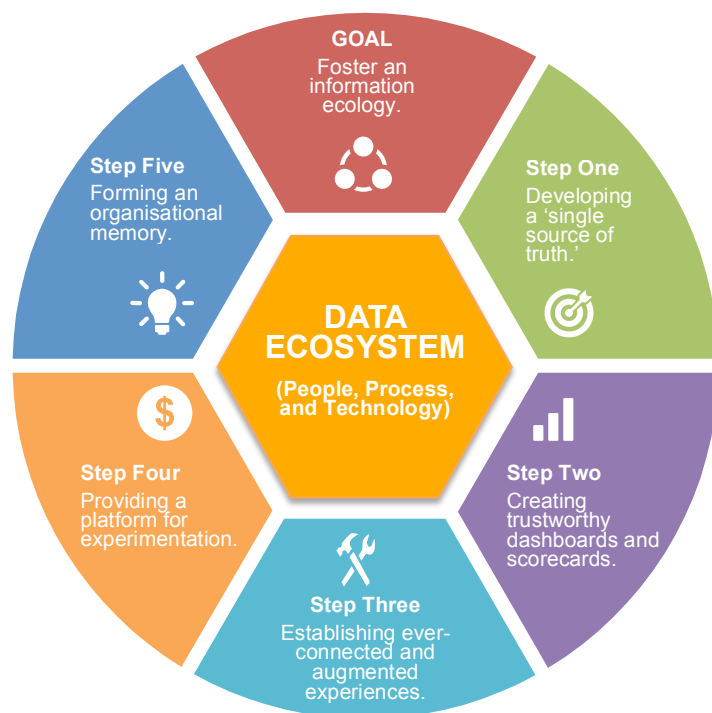 GOAL
Foster an
information
ecology.
Step One
Developing
a ‘single
source of
truth.’
Step Two
Creating
trustworthy
dashboards and
scorecards.
Step Three
Establishing ever-
connected and
augmented
experiences.
$
Step Four
Providing a
platform for
experimentation.
Step Five
Forming an
organisational
memory.
DATA
ECOSYSTEM
(People, Process,
and Technology)